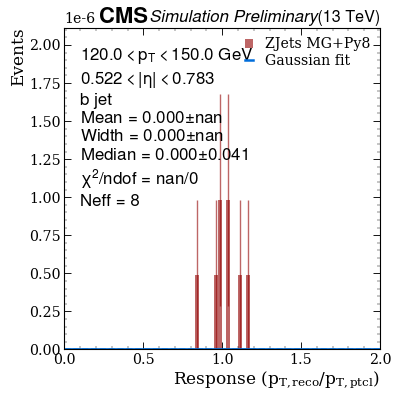 1e-6 CMS Simulation Preliminary (13 TeV)
Events
120.0 < pT < 150.0 GeV
0.522 < |η| < 0.783
b jet
Mean = 0.000±nan
Width = 0.000±nan
Median = 0.000±0.041
χ²/ndof = nan/0
Neff = 8
ZJets MG+Py8
Gaussian fit
2.00
1.75
1.50
1.25
1.00
0.75
0.50
0.25
0.00
0.0 0.5 1.0 1.5 2.0
Response (pT,reco/pT,ptcl)